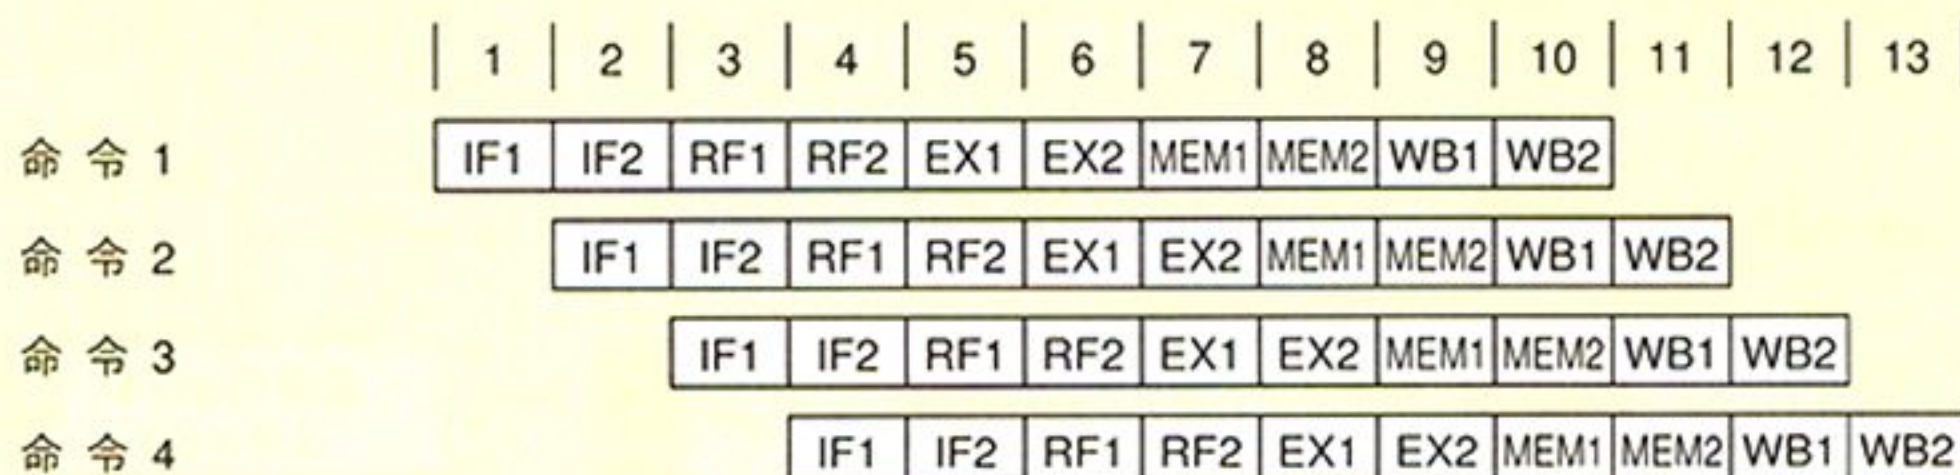 1 2 3 4 5 6 7 8 9 10 11 12 13
命令1 IF1 IF2 RF1 RF2 EX1 EX2 MEM1 MEM2 WB1 WB2
命令2 IF1 IF2 RF1 RF2 EX1 EX2 MEM1 MEM2 WB1 WB2
命令3 IF1 IF2 RF1 RF2 EX1 EX2 MEM1 MEM2 WB1 WB2
命令4 IF1 IF2 RF1 RF2 EX1 EX2 MEM1 MEM2 WB1 WB2